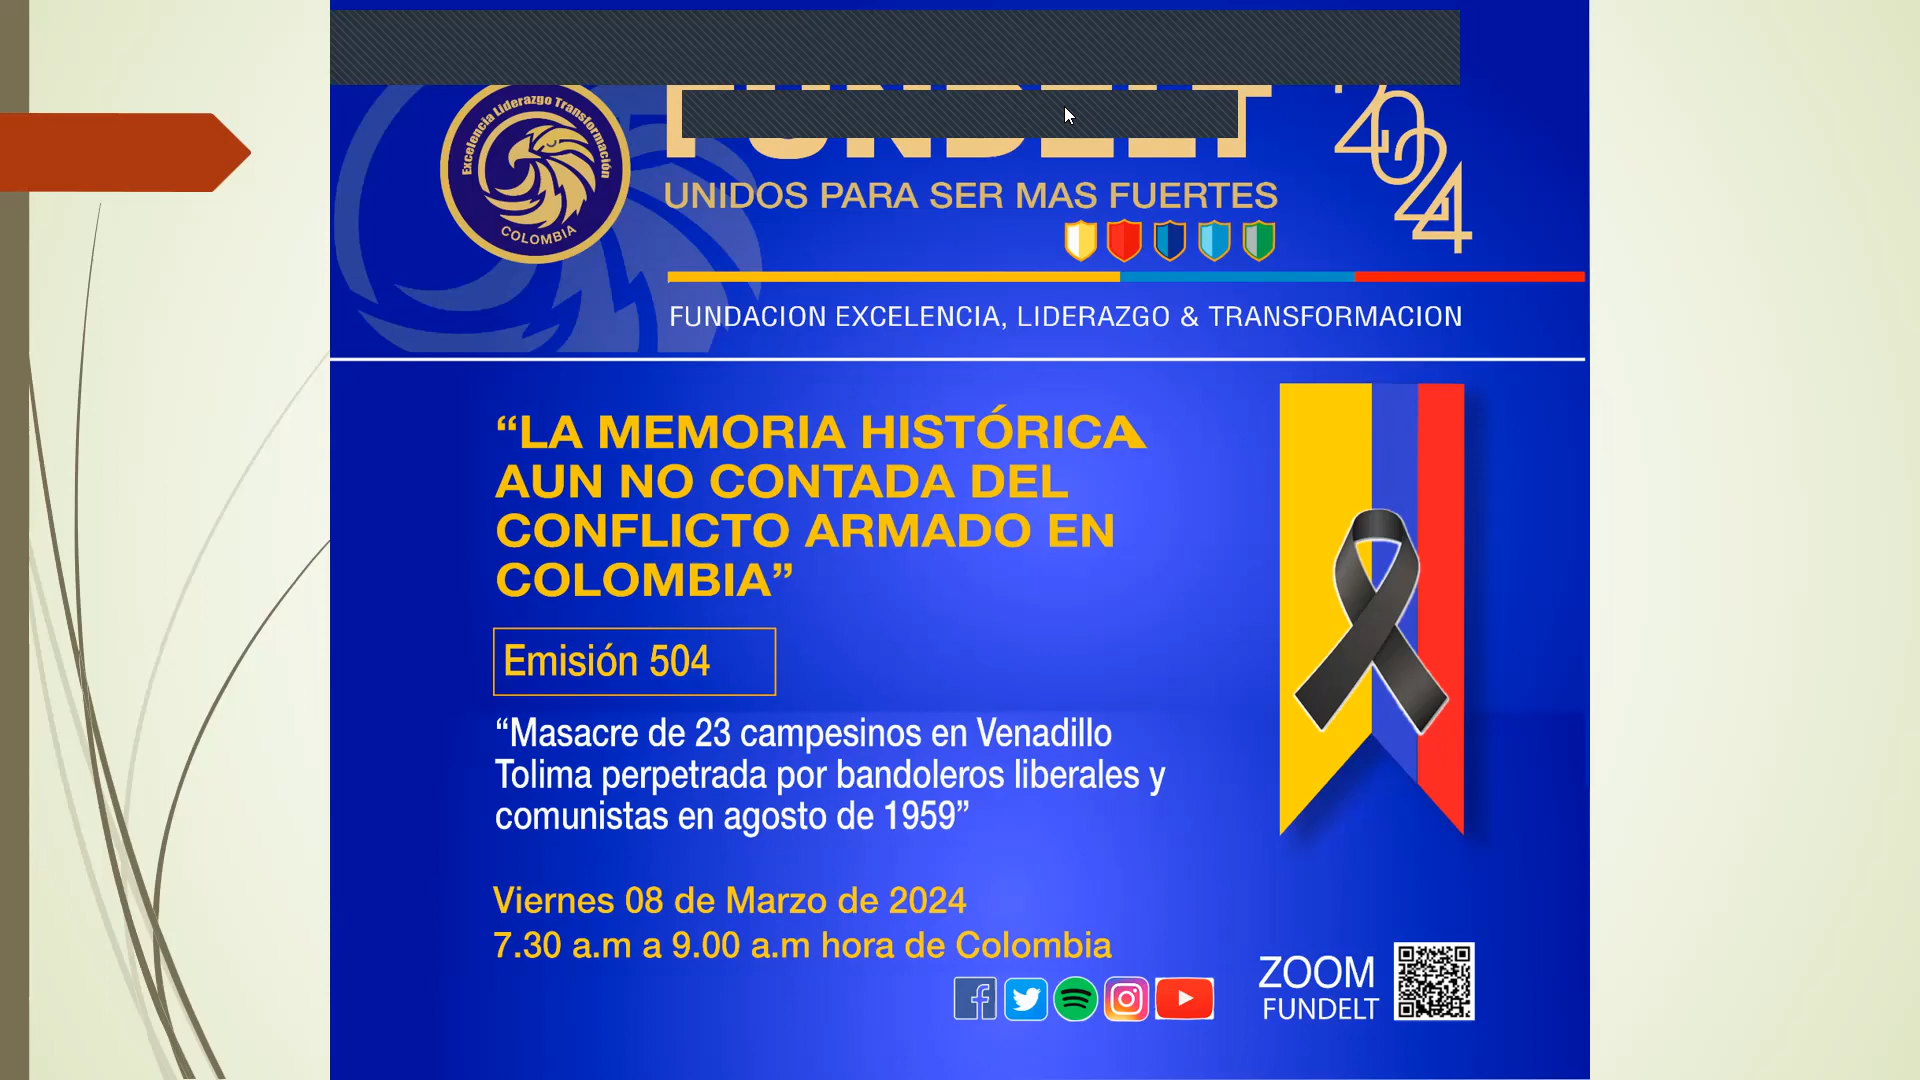 Excelencia Liderazgo Transformación
COLOMBIA
FUNDELT
2024
UNIDOS PARA SER MAS FUERTES
FUNDACION EXCELENCIA, LIDERAZGO & TRANSFORMACION
“LA MEMORIA HISTÓRICA
AUN NO CONTADA DEL
CONFLICTO ARMADO EN
COLOMBIA”
Emisión 504
“Masacre de 23 campesinos en Venadillo
Tolima perpetrada por bandoleros liberales y
comunistas en agosto de 1959”
Viernes 08 de Marzo de 2024
7.30 a.m a 9.00 a.m hora de Colombia
ZOOM
FUNDELT